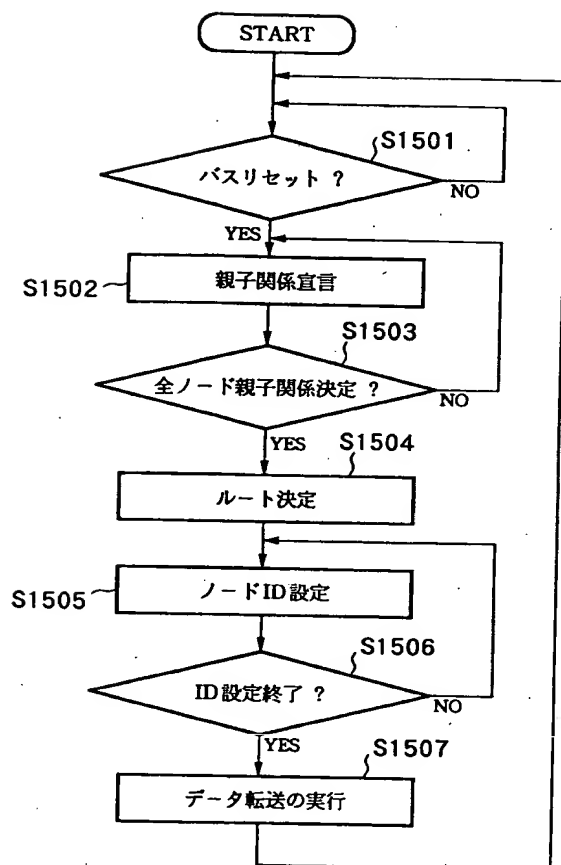 START
S1501
バスリセット ?
NO
YES
S1502
親子関係宣言
S1503
全ノード親子関係決定 ?
NO
YES
S1504
ルート決定
S1505
ノードID設定
S1506
ID設定終了 ?
NO
YES
S1507
データ転送の実行